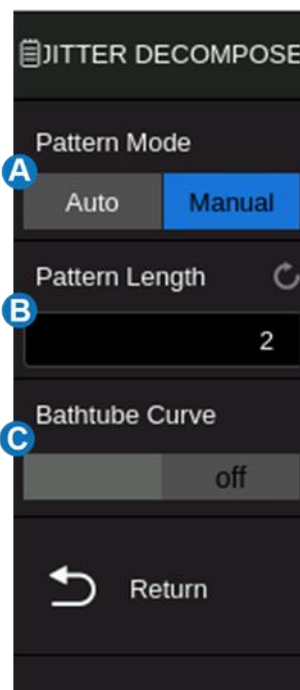 JITTER DECOMPOSE
Pattern Mode
A
Auto Manual
Pattern Length
B
2
Bathtube Curve
C
off
Return